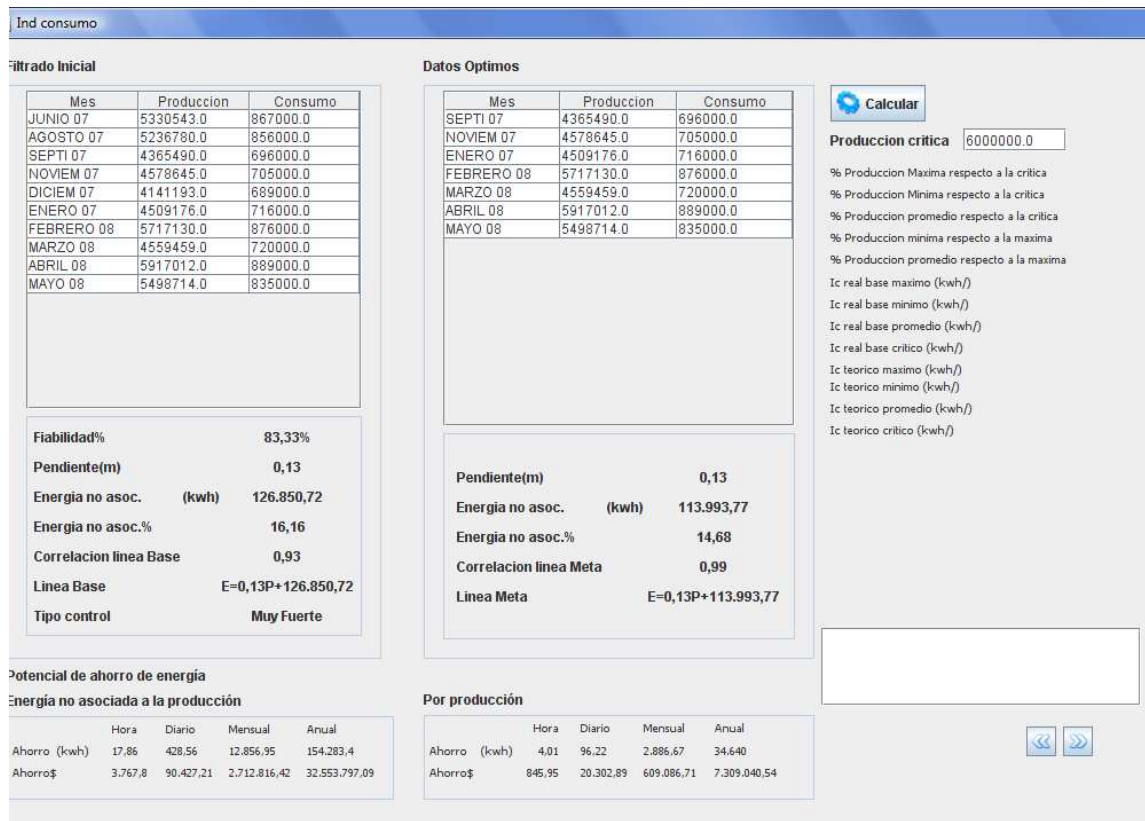 Ind consumo
Filtrado Inicial
Mes Produccion Consumo
JUNIO 07 5330543.0 867000.0
AGOSTO 07 5236780.0 856000.0
SEPTI 07 4365490.0 696000.0
NOVIEM 07 4578645.0 705000.0
DICIEM 07 4141193.0 689000.0
ENERO 07 4509176.0 716000.0
FEBRERO 08 5717130.0 876000.0
MARZO 08 4559459.0 720000.0
ABRIL 08 5917012.0 889000.0
MAYO 08 5498714.0 835000.0
Fiabilidad% 83,33%
Pendiente(m) 0,13
Energia no asoc. (kwh) 126.850,72
Energia no asoc.% 16,16
Correlacion linea Base 0,93
Linea Base E=0,13P+126.850,72
Tipo control Muy Fuerte
Datos Optimos
Mes Produccion Consumo
SEPTI 07 4365490.0 696000.0
NOVIEM 07 4578645.0 705000.0
ENERO 07 4509176.0 716000.0
FEBRERO 08 5717130.0 876000.0
MARZO 08 4559459.0 720000.0
ABRIL 08 5917012.0 889000.0
MAYO 08 5498714.0 835000.0
Pendiente(m) 0,13
Energia no asoc. (kwh) 113.993,77
Energia no asoc.% 14,68
Correlacion linea Meta 0,99
Linea Meta E=0,13P+113.993,77
Calcular
Produccion critica 6000000.0
% Produccion Maxima respecto a la critica
% Produccion Minima respecto a la critica
% Produccion promedio respecto a la critica
% Produccion minima respecto a la maxima
% Produccion promedio respecto a la maxima
Ic real base maximo (kwh/)
Ic real base minimo (kwh/)
Ic real base promedio (kwh/)
Ic real base critico (kwh/)
Ic teorico maximo (kwh/)
Ic teorico minimo (kwh/)
Ic teorico promedio (kwh/)
Ic teorico critico (kwh/)
Potencial de ahorro de energía
Energía no asociada a la producción
Hora Diario Mensual Anual
Ahorro (kwh) 17,86 428,56 12.856,95 154.283,4
Ahorro$ 3.767,8 90.427,21 2.712.816,42 32.553.797,09
Por producción
Hora Diario Mensual Anual
Ahorro (kwh) 4,01 96,22 2.886,67 34.640
Ahorro$ 845,95 20.302,89 609.086,71 7.309.040,54